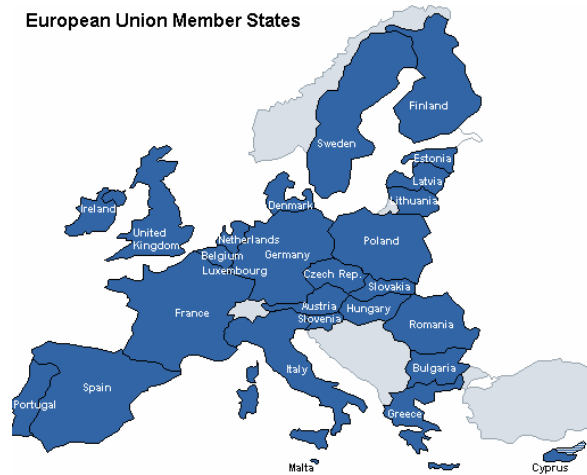 European Union Member States
Finland
Sweden
Estonia
Latvia
Lithuania
Denmark
Ireland
United
Kingdom
Netherlands
Belgium
Germany
Poland
Luxembourg
Czech Rep.
Slovakia
France
Austria
Hungary
Slovenia
Romania
Italy
Bulgaria
Spain
Portugal
Greece
Malta
Cyprus